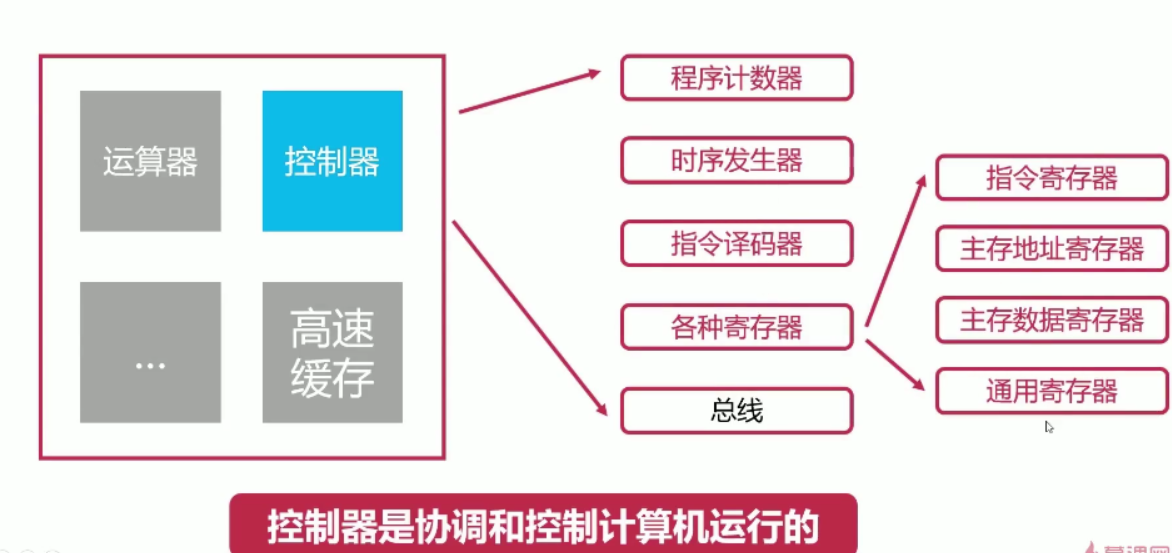 运算器
控制器
...
高速
缓存
程序计数器
时序发生器
指令译码器
各种寄存器
总线
指令寄存器
主存地址寄存器
主存数据寄存器
通用寄存器
控制器是协调和控制计算机运行的